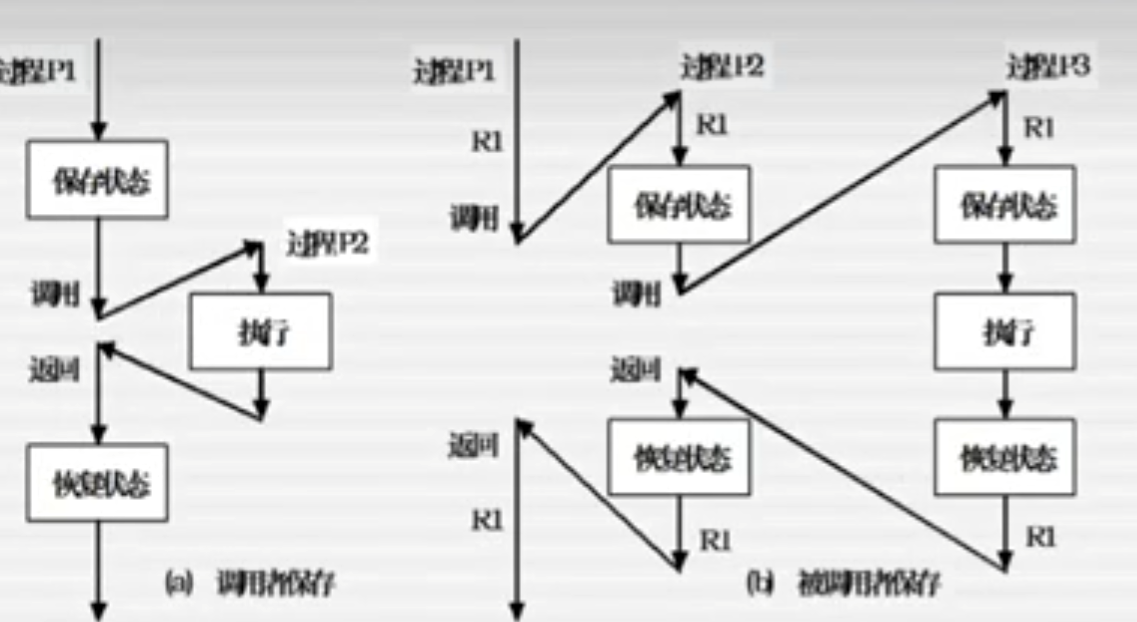 过程P1
保存状态
调用
过程P2
执行
返回
恢复状态
(a) 调用者保存
过程P1
R1
调用
返回
R1
过程P2
R1
保存状态
调用
返回
恢复状态
R1
过程P3
R1
保存状态
执行
恢复状态
R1
(b) 被调用者保存